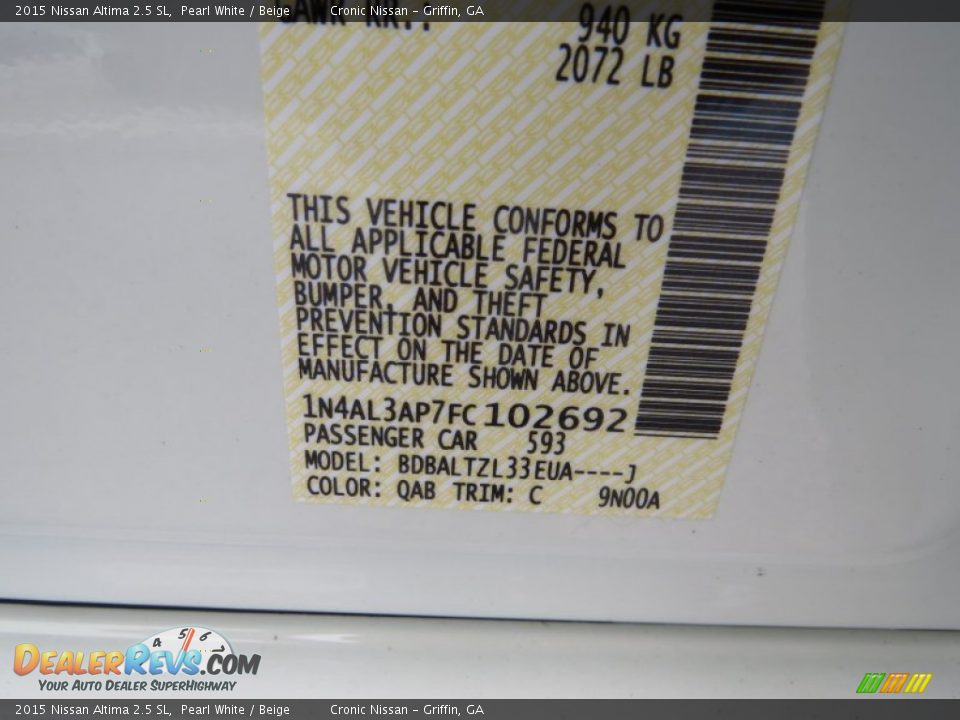 2015 Nissan Altima 2.5 SL, Pearl White / Beige Cronic Nissan - Griffin, GA
940 KG
2072 LB
THIS VEHICLE CONFORMS TO
ALL APPLICABLE FEDERAL
MOTOR VEHICLE SAFETY,
BUMPER, AND THEFT
PREVENTION STANDARDS IN
EFFECT ON THE DATE OF
MANUFACTURE SHOWN ABOVE.
1N4AL3AP7FC102692
PASSENGER CAR 593
MODEL: BDBALTZL33EUA----J
COLOR: QAB TRIM: C 9N00A
4 5 6
DEALERREVS.COM
YOUR AUTO DEALER SUPERHIGHWAY
2015 Nissan Altima 2.5 SL, Pearl White / Beige Cronic Nissan - Griffin, GA